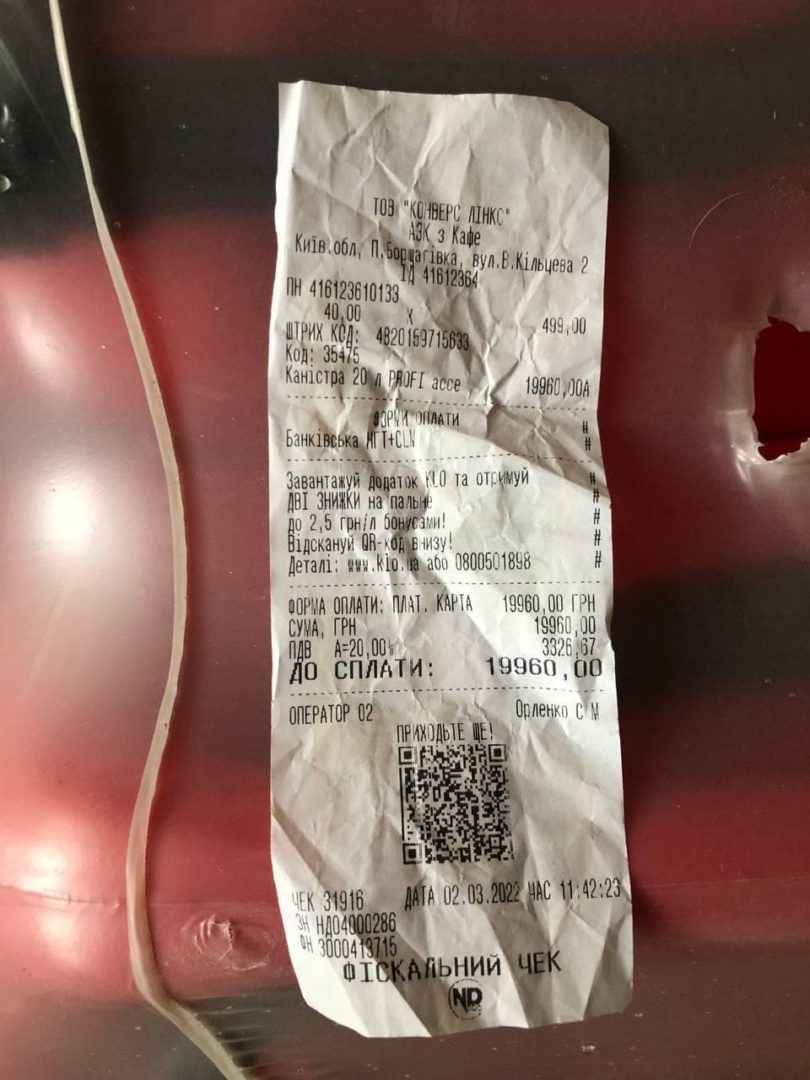 ТОВ "КОНВЕРС ЛІНКС"
АЗК з Кафе
Київ.обл, П.Борщагівка, вул.В.Кільцева 2
ІД 41612364
ПН 416123610133
40,00 X 499,00
ШТРИХ КОД: 4820159715633
Код: 35475
Каністра 20 л PROFI acce 19960,00А
ФОРМИ ОПЛАТИ #
Банківська #
Завантажуй додаток KLO та отримуй #
ДВІ ЗНИЖКИ на пальне #
до 2,5 грн/л бонусами! #
Відскануй QR-код внизу! #
Деталі: www.klo.ua або 0800501898 #
ФОРМА ОПЛАТИ: ПЛАТ. КАРТА 19960,00 ГРН
СУМА, ГРН 19960,00
ПДВ А=20,00% 3326,67
ДО СПЛАТИ: 19960,00
ОПЕРАТОР 02 Орленко С М
ПРИХОДЬТЕ ЩЕ!
ЧЕК 31916 ДАТА 02.03.2022 ЧАС 11:42:23
ЗН НД04000286
ФН 3000413715
ФІСКАЛЬНИЙ ЧЕК
ND